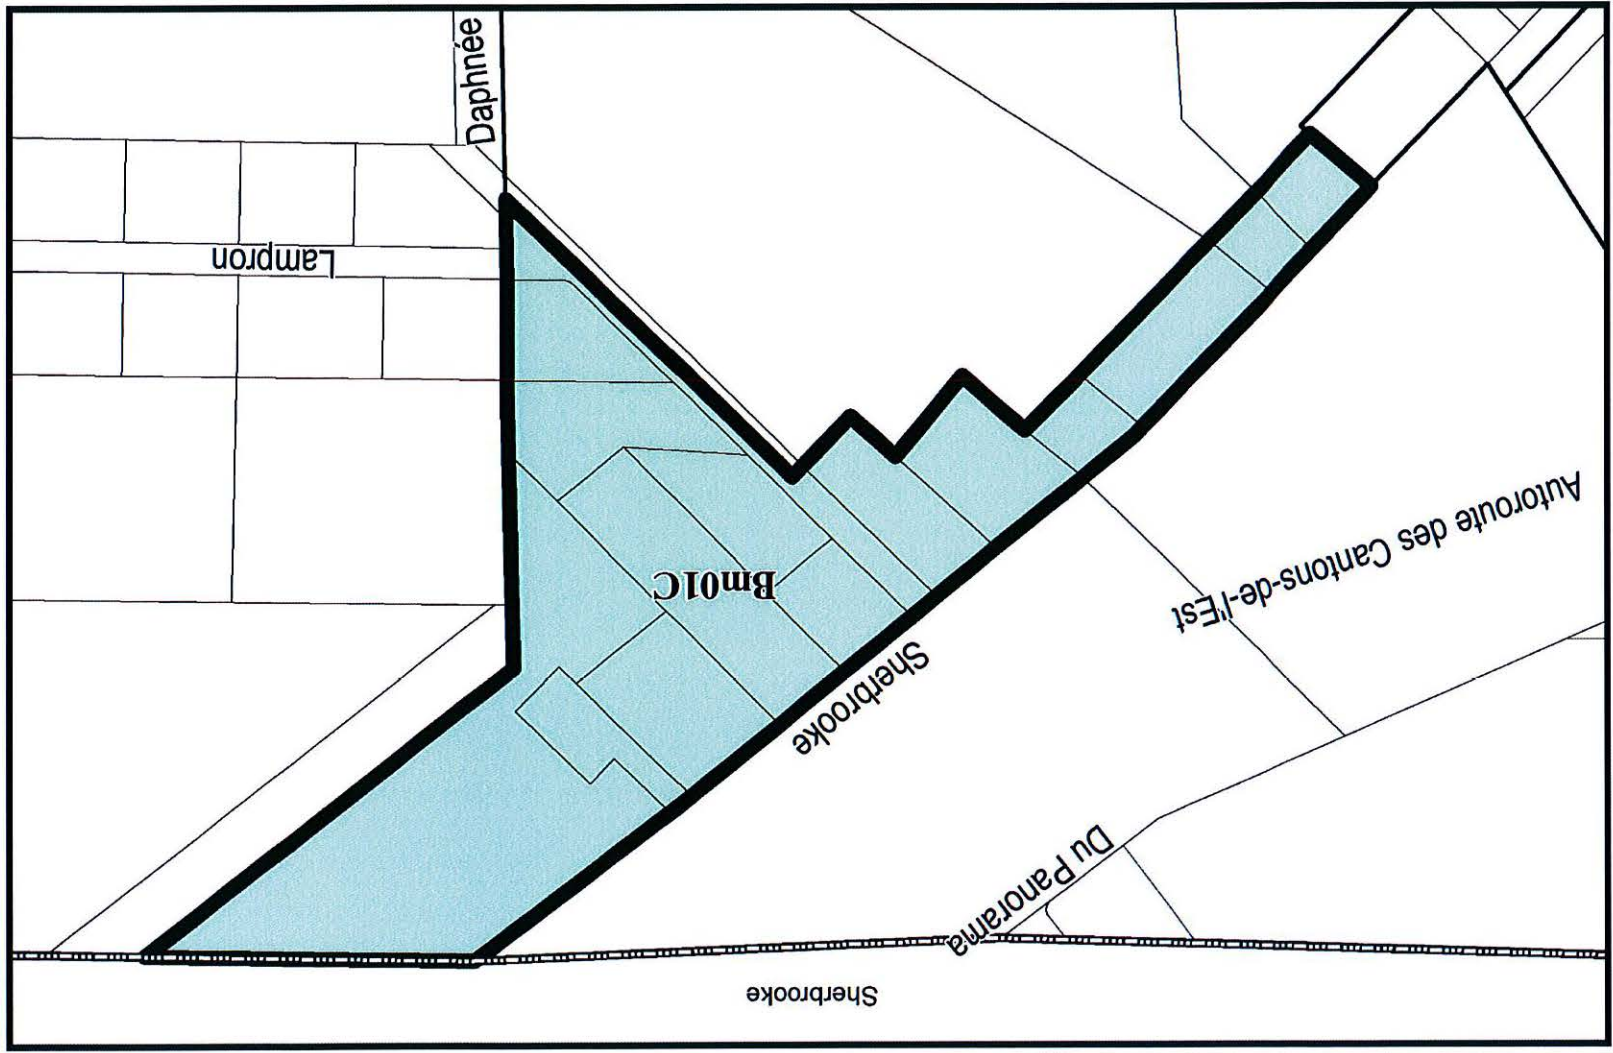 Sherbrooke
Du Panorama
Autoroute des Cantons-de-l'Est
Sherbrooke
Bm01C
Lampron
Daphnée